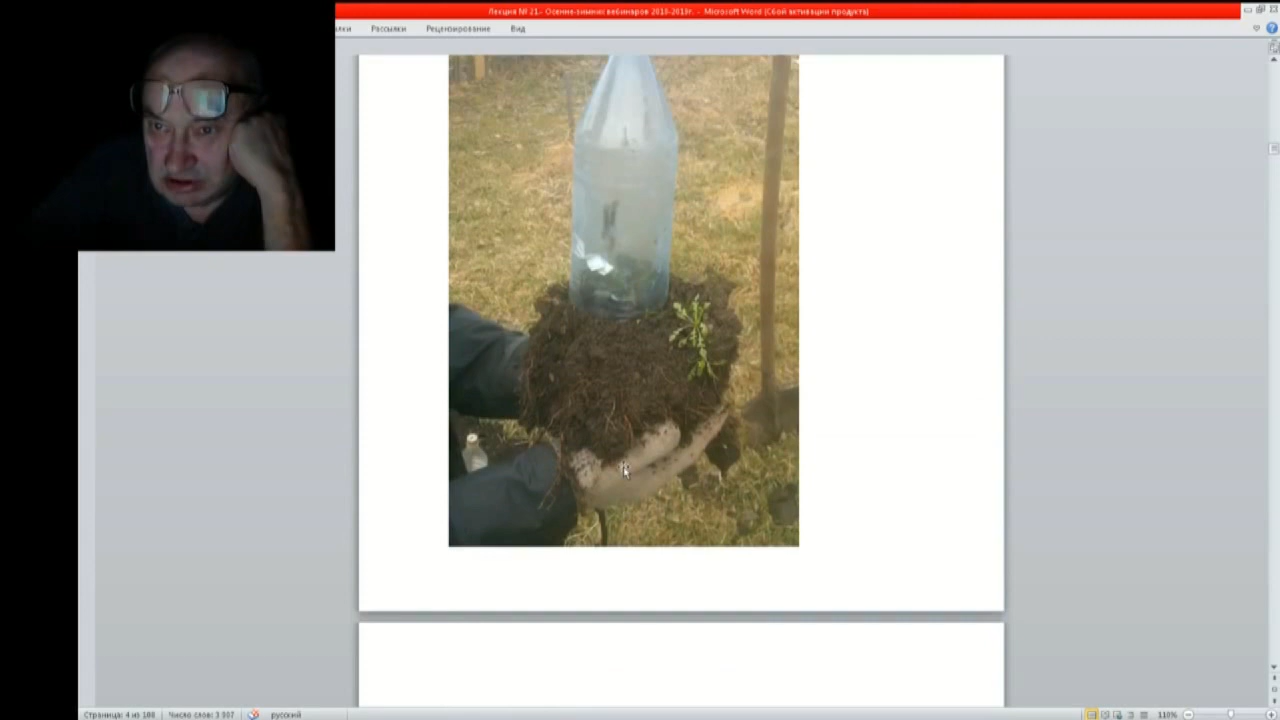 Лекция № 21.- Осенне-зимних вебинаров 2018-2019г. - Microsoft Word (Сбой активации продукта)
Рассылки Рецензирование Вид
Страница: 4 из 108 Число слов: 3 907 русский 110%